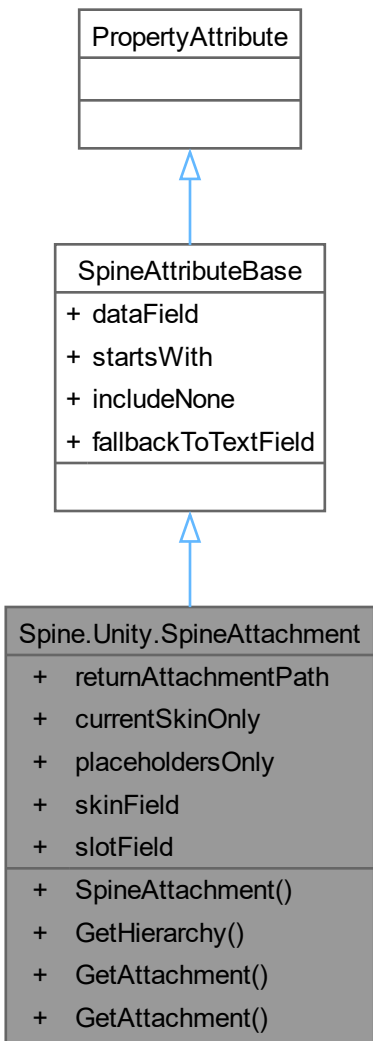 PropertyAttribute
SpineAttributeBase
+ dataField
+ startsWith
+ includeNone
+ fallbackToTextField
Spine.Unity.SpineAttachment
+ returnAttachmentPath
+ currentSkinOnly
+ placeholdersOnly
+ skinField
+ slotField
+ SpineAttachment()
+ GetHierarchy()
+ GetAttachment()
+ GetAttachment()